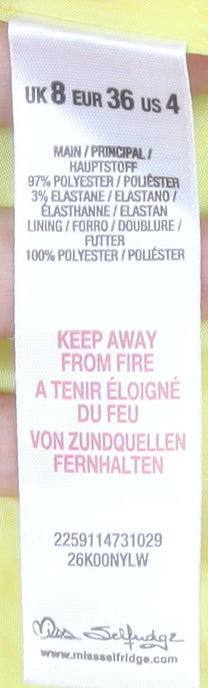 UK 8 EUR 36 US 4
MAIN / PRINCIPAL /
HAUPTSTOFF
97% POLYESTER / POLIÉSTER
3% ELASTANE / ELASTANO /
ÉLASTHANNE / ELASTAN
LINING / FORRO / DOUBLURE /
FUTTER
100% POLYESTER / POLIÉSTER
KEEP AWAY
FROM FIRE
A TENIR ÉLOIGNÉ
DU FEU
VON ZUNDQUELLEN
FERNHALTEN
2259114731029
26K00NYLW
Miss Selfridge
www.missselfridge.com